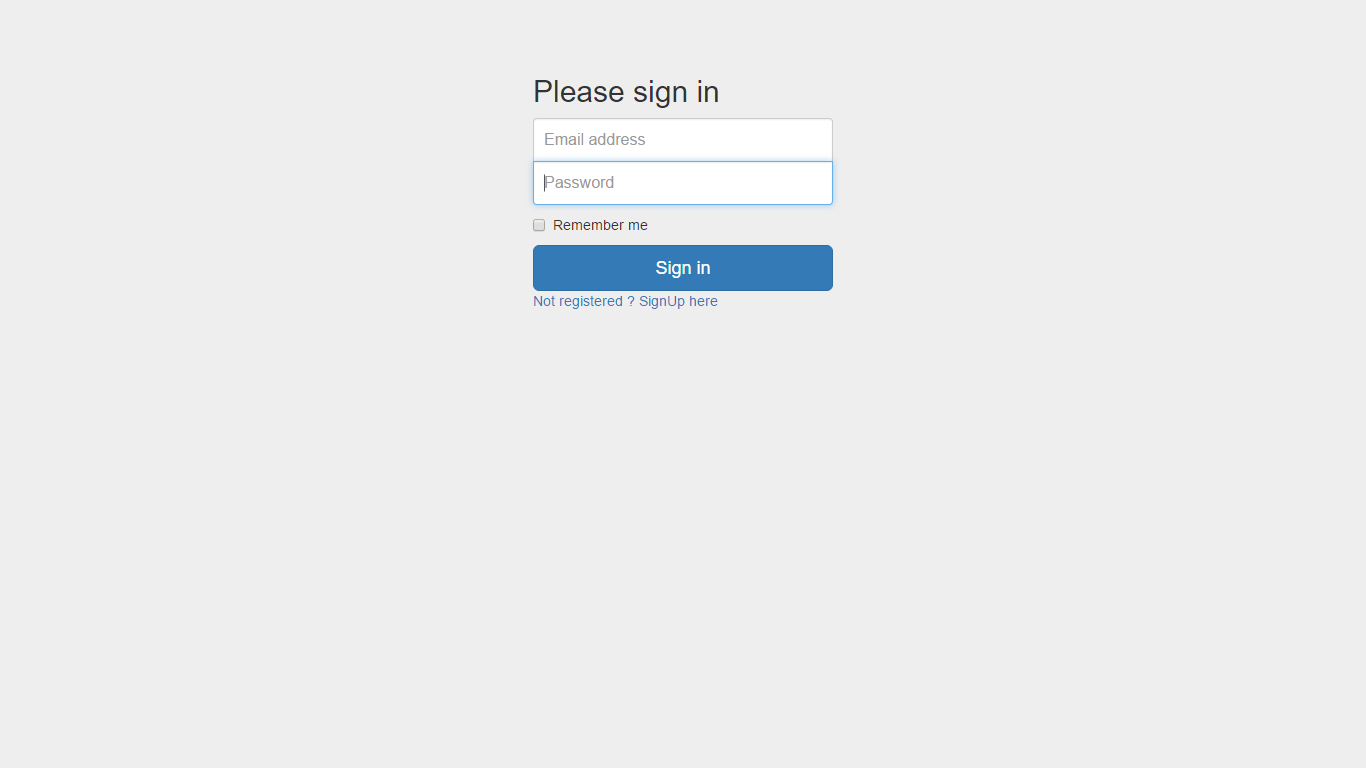 Please sign in
Email address
Password
Remember me
Sign in
Not registered ? SignUp here